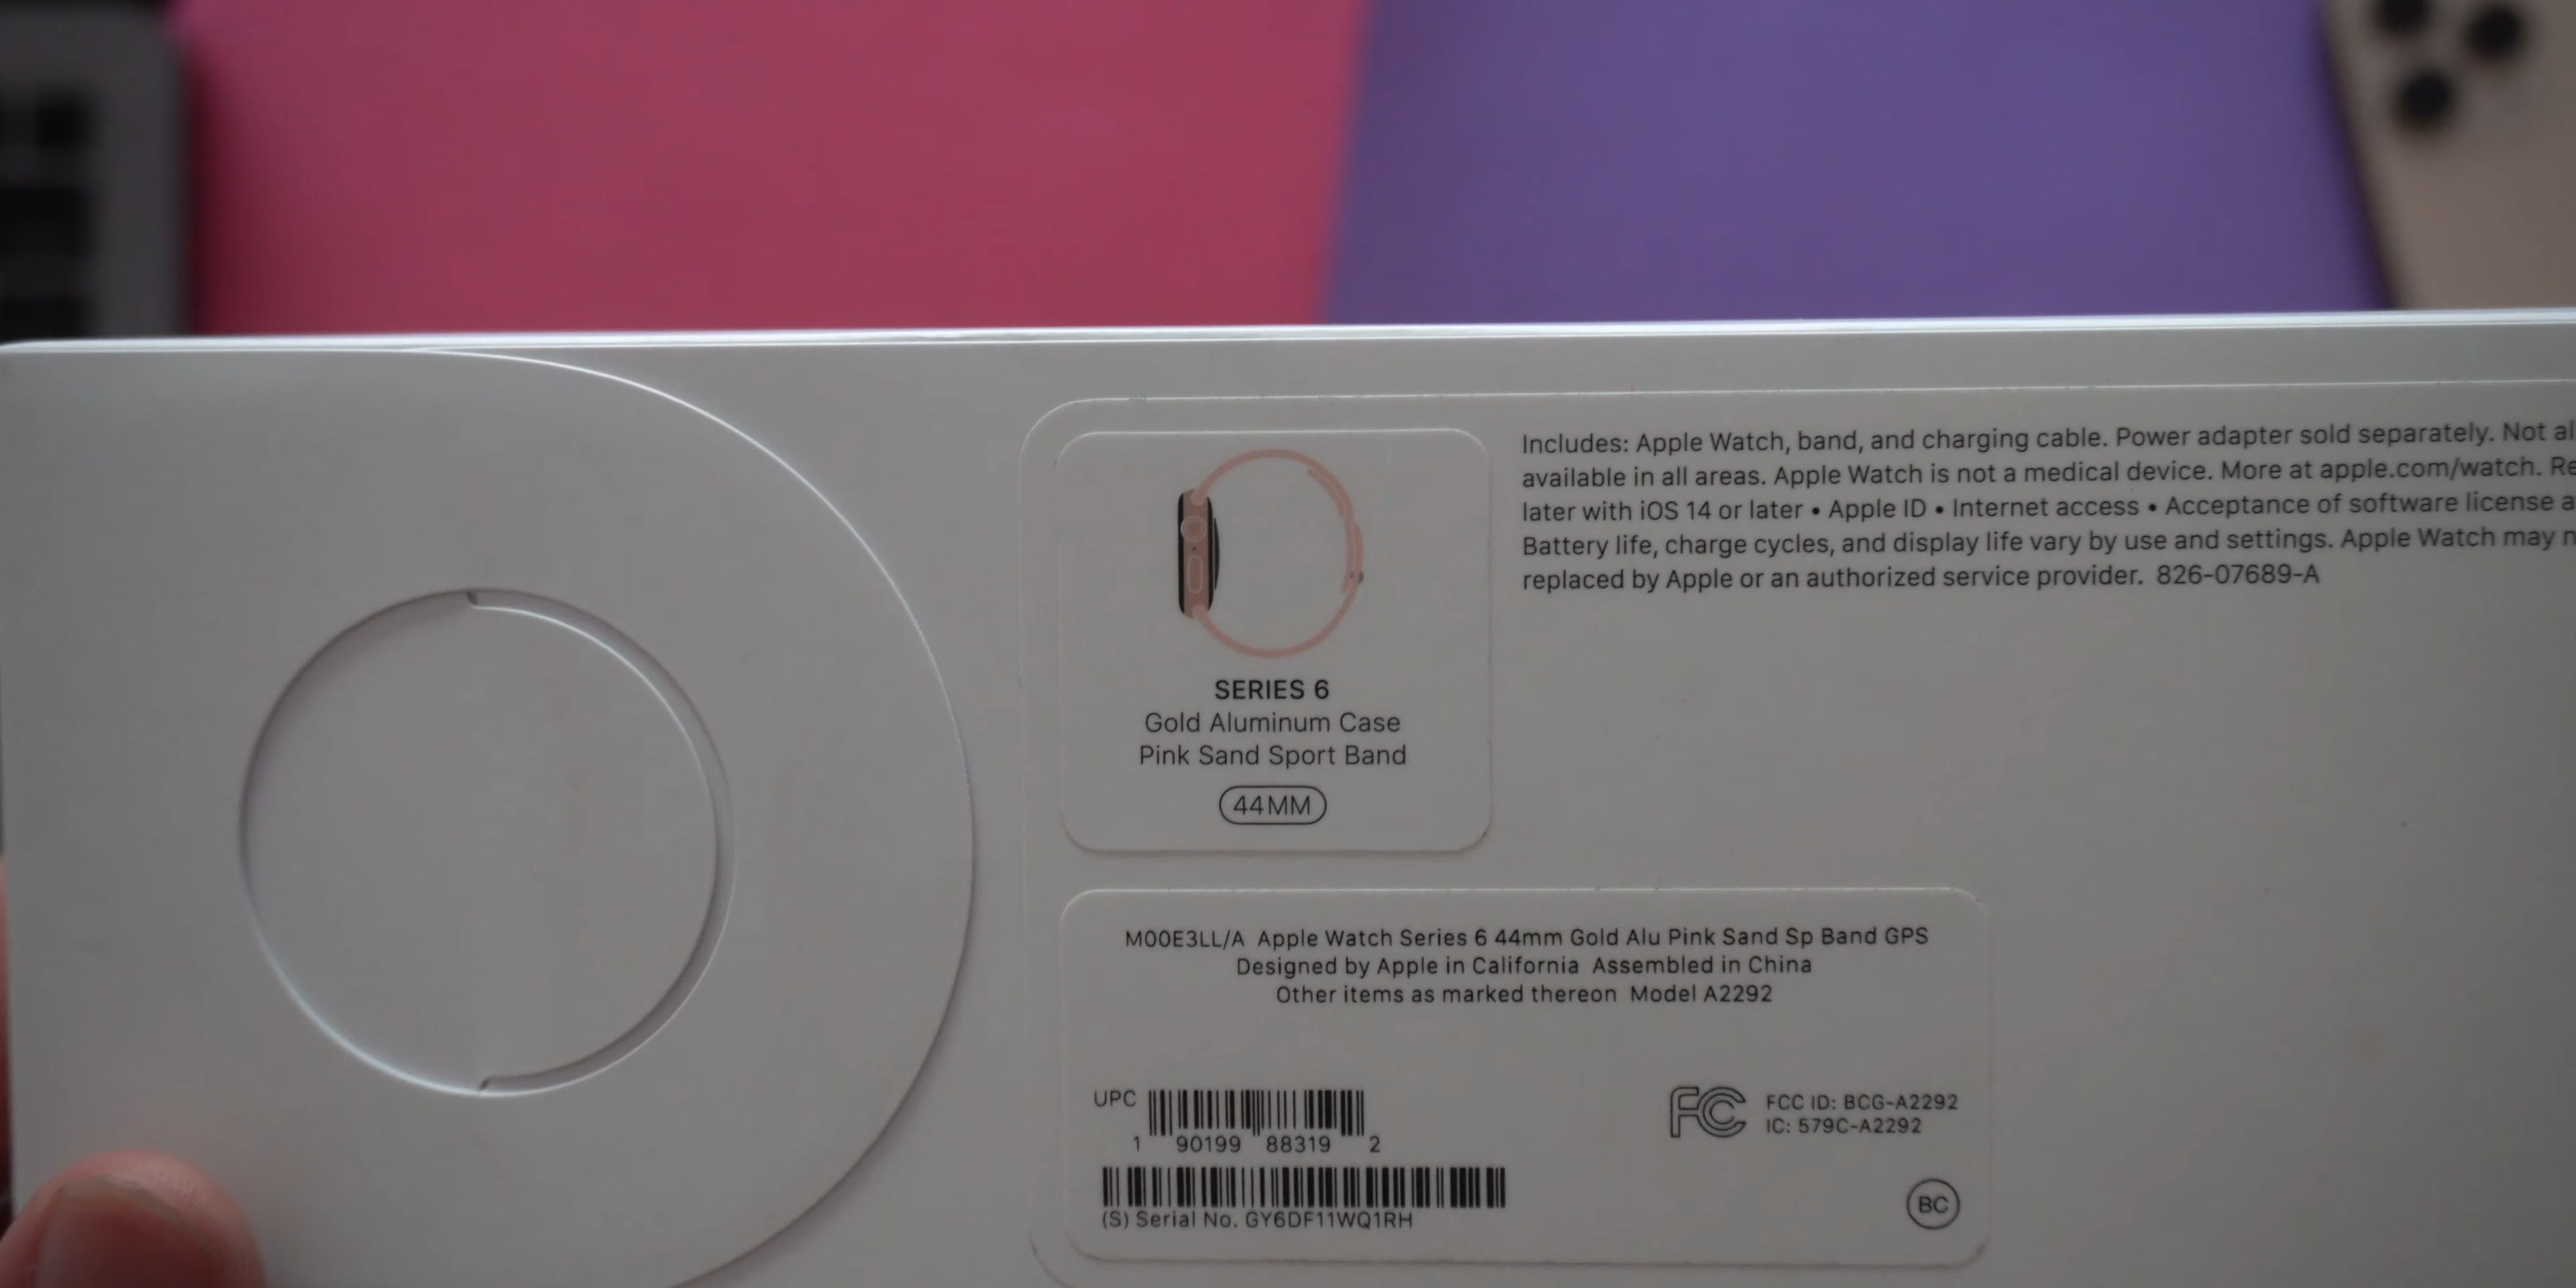 Includes: Apple Watch, band, and charging cable. Power adapter sold separately. Not
available in all areas. Apple Watch is not a medical device. More at apple.com/watch.
later with iOS 14 or later • Apple ID • Internet access • Acceptance of software license
Battery life, charge cycles, and display life vary by use and settings. Apple Watch may
replaced by Apple or an authorized service provider. 826-07689-A
SERIES 6
Gold Aluminum Case
Pink Sand Sport Band
44MM
M00E3LL/A Apple Watch Series 6 44mm Gold Alu Pink Sand Sp Band GPS
Designed by Apple in California Assembled in China
Other items as marked thereon Model A2292
UPC
1 90199 88319 2
FC FCC ID: BCG-A2292
IC: 579C-A2292
(S) Serial No. GY6DF11WQ1RH
BC